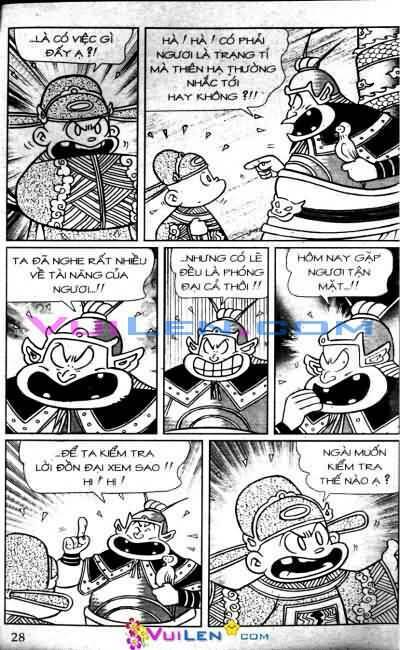 ..LÀ CÓ VIỆC GÌ
ĐẤY Ạ ?!
HÀ ! HÀ ! CÓ PHẢI
NGƯƠI LÀ TRẠNG TÍ
MÀ THIÊN HẠ THƯỜNG
NHẮC TỚI
HAY KHÔNG ?!!
TA ĐÃ NGHE RẤT NHIỀU
VỀ TÀI NĂNG CỦA
NGƯƠI...!!
..NHƯNG CÓ LẼ
ĐỀU LÀ PHÓNG
ĐẠI CẢ THÔI !!
HÔM NAY GẶP
NGƯƠI TẬN
MẶT...!!
VUILEN.COM
..ĐỂ TA KIỂM TRA
LỜI ĐỒN ĐẠI XEM SAO !!
HI ! HI !
NGÀI MUỐN
KIỂM TRA
THẾ NÀO Ạ ?
28
VUILEN.COM